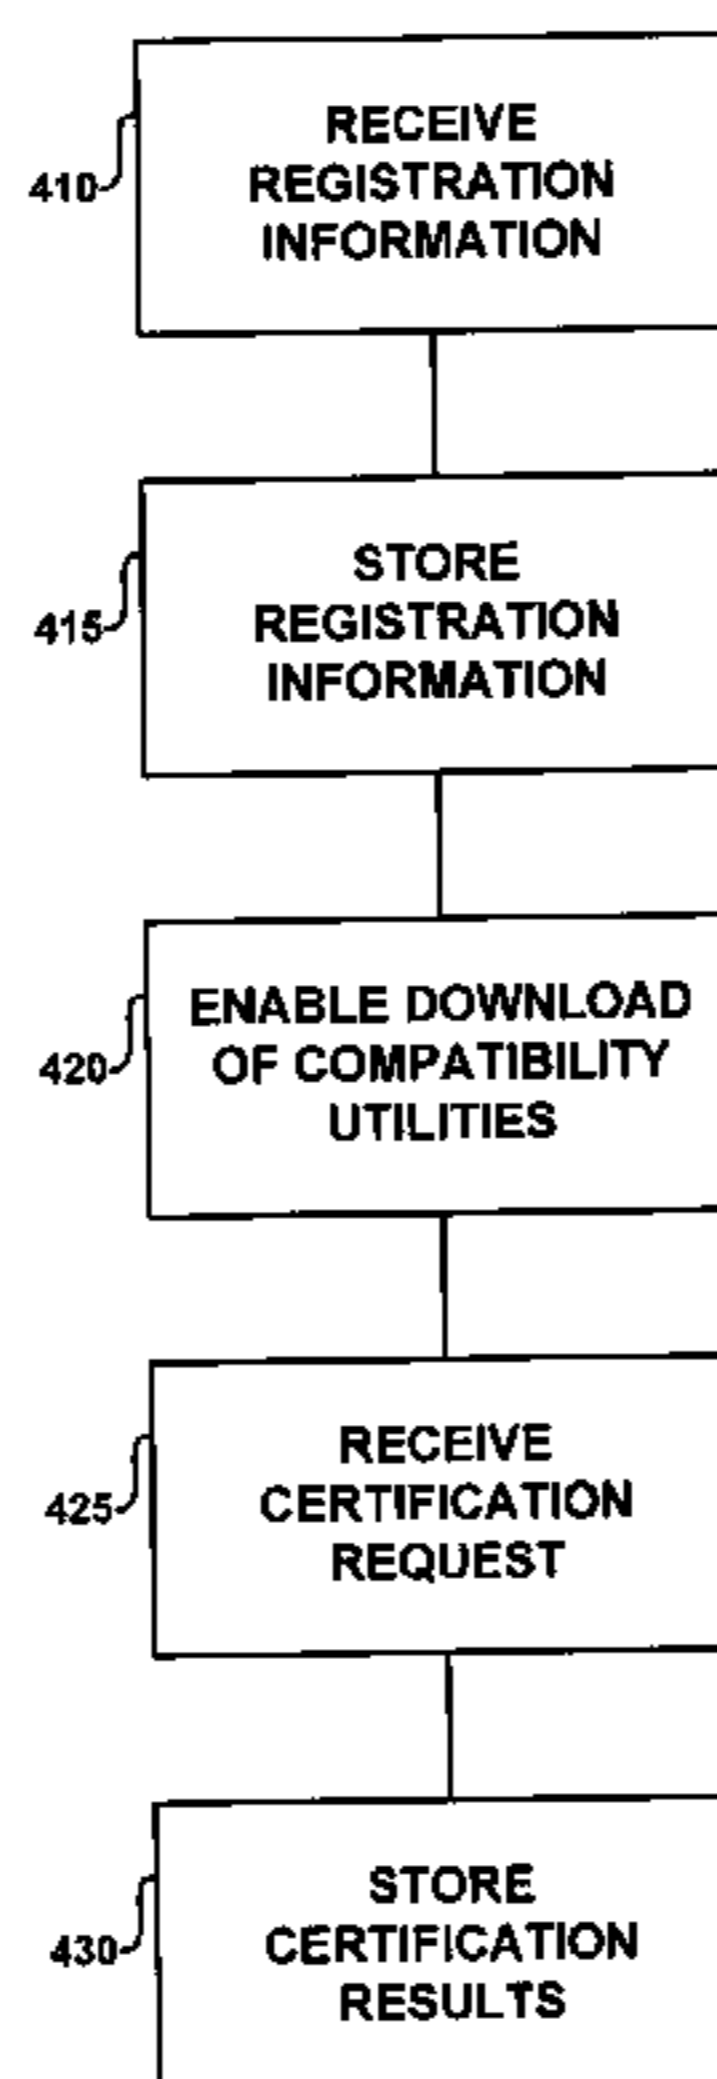 RECEIVE
REGISTRATION
INFORMATION
410
STORE
REGISTRATION
INFORMATION
415
ENABLE DOWNLOAD
OF COMPATIBILITY
UTILITIES
420
RECEIVE
CERTIFICATION
REQUEST
425
STORE
CERTIFICATION
RESULTS
430